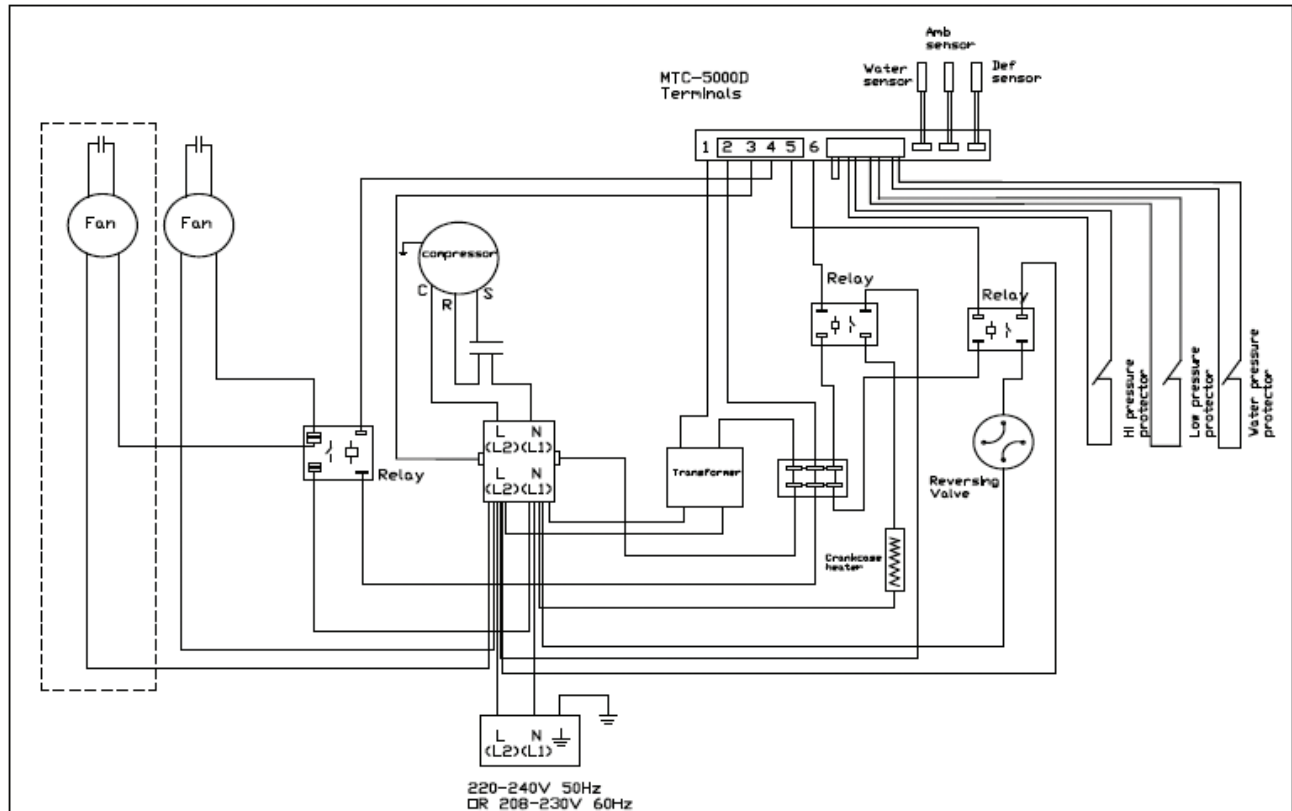 Amb
sensor
Water
sensor
Def
sensor
MTC-5000D
Terminals
1 2 3 4 5 6
Fan
Fan
compressor
C
R
S
Relay
Relay
Relay
L N
(L2)(L1)
L N
(L2)(L1)
Transformer
Crankcase
heater
Reversing
Valve
HI pressure
protector
Low pressure
protector
Water pressure
protector
L N
(L2)(L1)
220-240V 50Hz
OR 208-230V 60Hz